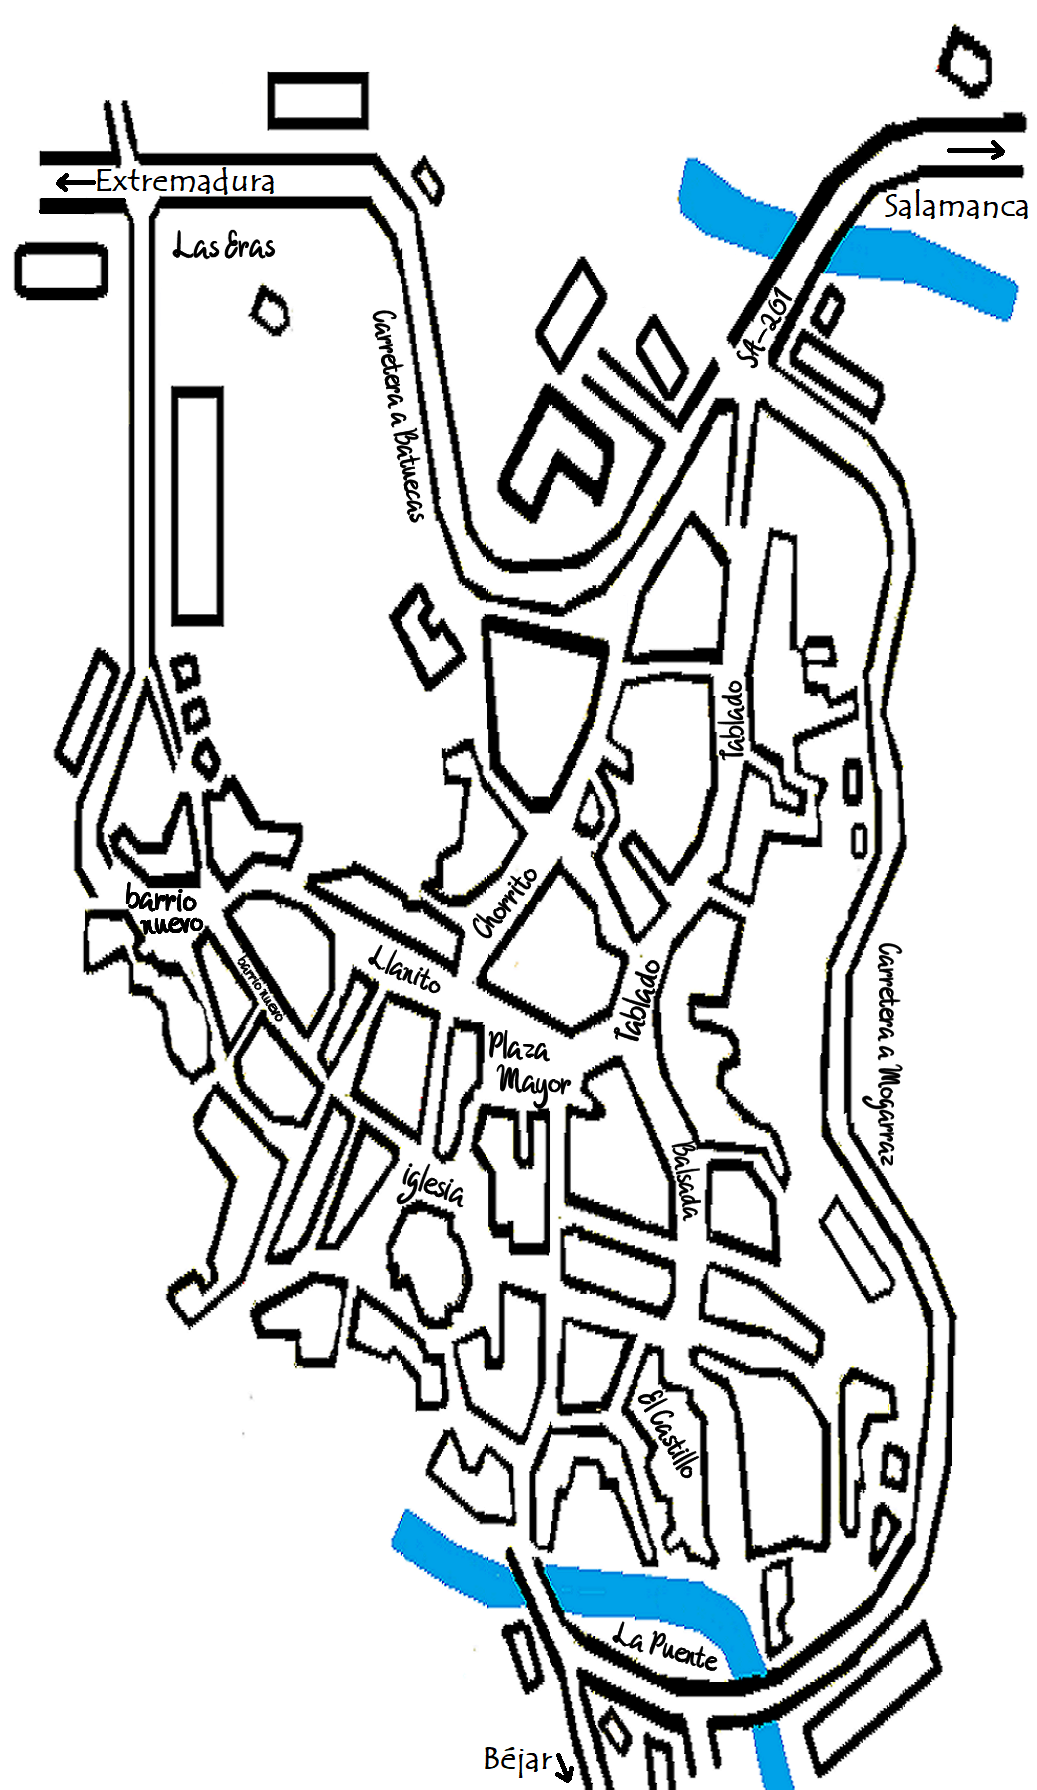 Extremadura
Salamanca
Las Eras
SA-201
Carretera a Batuecas
Tablado
barrio
nuevo
Chorrito
barrio nuevo
Llanito
Tablado
Plaza
Mayor
Carretera a Mogarraz
Balsada
iglesia
El Castillo
La Puente
Béjar